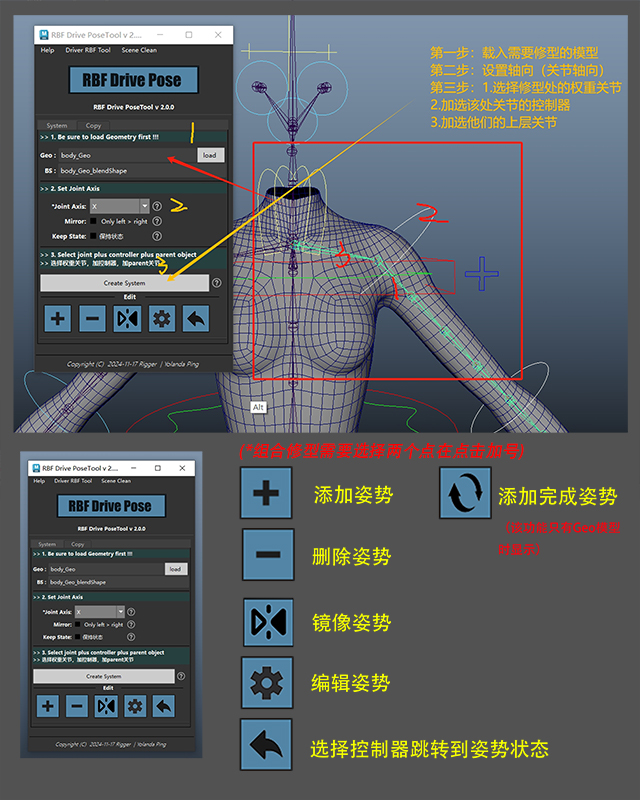 RBF Drive PoseTool v 2....
Help Driver RBF Tool Scene Clean
RBF Drive Pose
RBF Drive PoseTool v 2.0.0
System Copy
>> 1. Be sure to load Geometry first !!!
1
Geo : body_Geo load
BS : body_Geo_blendShape
>> 2. Set Joint Axis
*Joint Axis: X ?
2
Mirror: Only left > right ?
Keep State: 保持状态 ?
>> 3. Select joint plus controller plus parent object
>> 选择权重关节，加控制器，加parent关节
3
Create System ?
Edit
Copyright (C) 2024-11-17 Rigger | Yolanda Ping
第一步：载入需要修型的模型
第二步：设置轴向（关节轴向）
第三步：1.选择修型处的权重关节
2.加选该处关节的控制器
3.加选他们的上层关节
2
3
1
Alt
(*组合修型需要选择两个点在点击加号)
RBF Drive PoseTool v 2....
Help Driver RBF Tool Scene Clean
RBF Drive Pose
RBF Drive PoseTool v 2.0.0
System Copy
>> 1. Be sure to load Geometry first !!!
Geo : body_Geo load
BS : body_Geo_blendShape
>> 2. Set Joint Axis
*Joint Axis: X ?
Mirror: Only left > right ?
Keep State: 保持状态 ?
>> 3. Select joint plus controller plus parent object
>> 选择权重关节，加控制器，加parent关节
Create System ?
Edit
Copyright (C) 2024-11-17 Rigger | Yolanda Ping
添加姿势
添加完成姿势
（该功能只有Geo模型
时显示）
删除姿势
镜像姿势
编辑姿势
选择控制器跳转到姿势状态